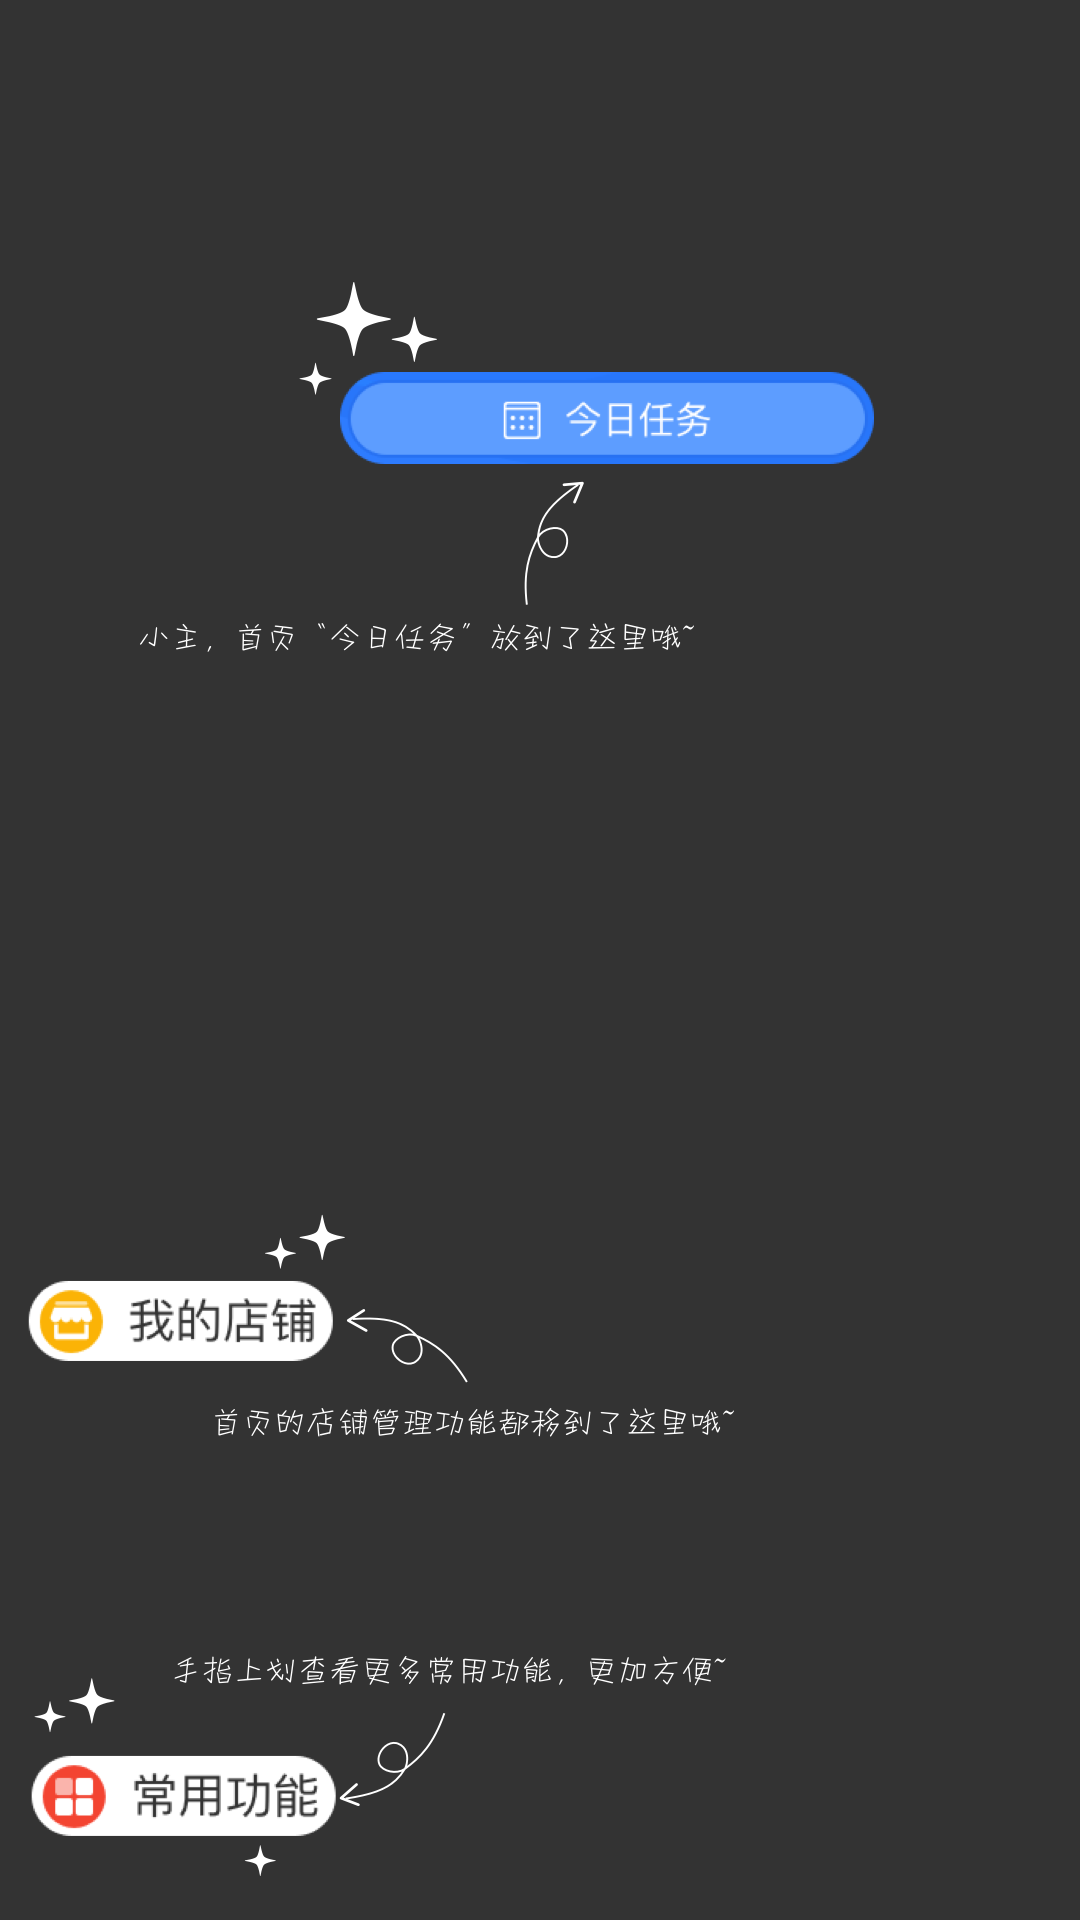 今日任务
小主，首页“今日任务”放到了这里哦~
我的店铺
首页的店铺管理功能都移到了这里哦~
手指上划查看更多常用功能，更加方便~
常用功能